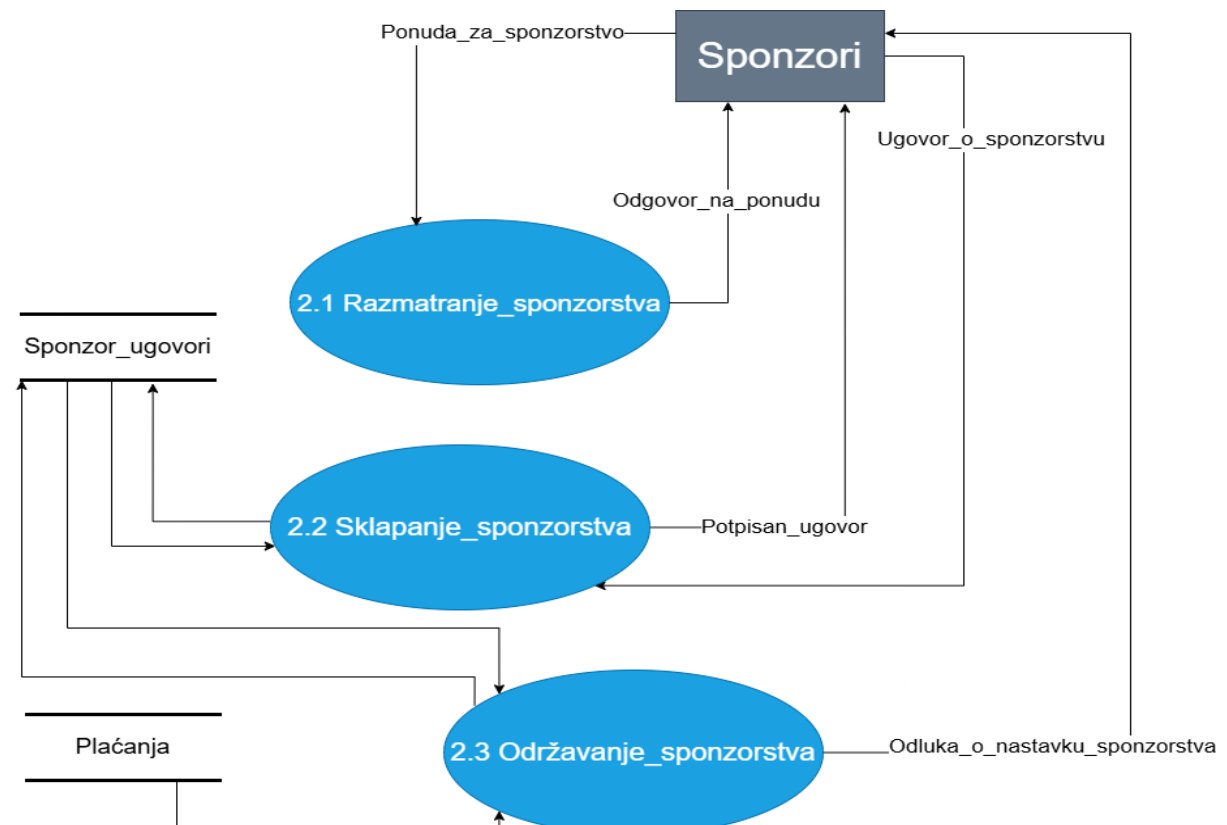 Ponuda_za_sponzorstvo
Sponzori
Ugovor_o_sponzorstvu
Odgovor_na_ponudu
2.1 Razmatranje_sponzorstva
Sponzor_ugovori
2.2 Sklapanje_sponzorstva
Potpisan_ugovor
Plaćanja
2.3 Održavanje_sponzorstva
Odluka_o_nastavku_sponzorstva